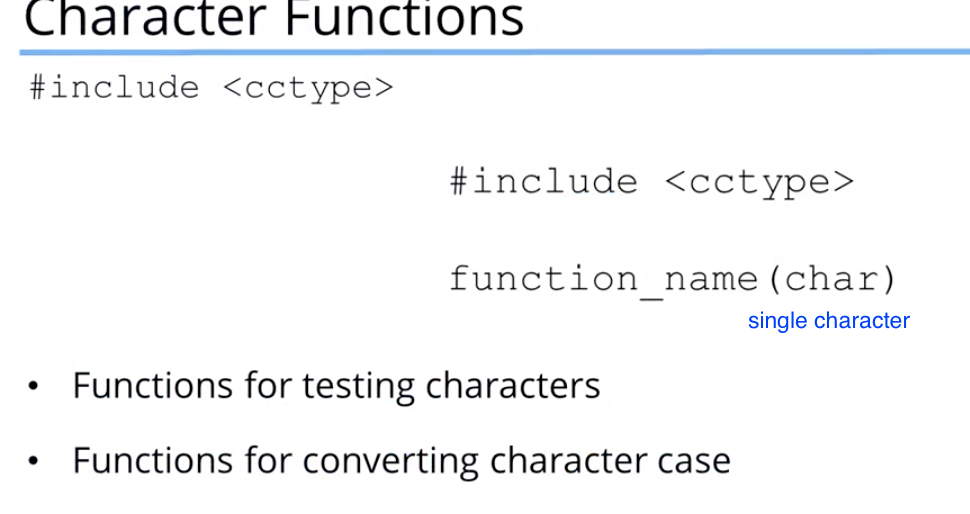 Character Functions
#include <cctype>
#include <cctype>
function_name(char)
single character
• Functions for testing characters
• Functions for converting character case